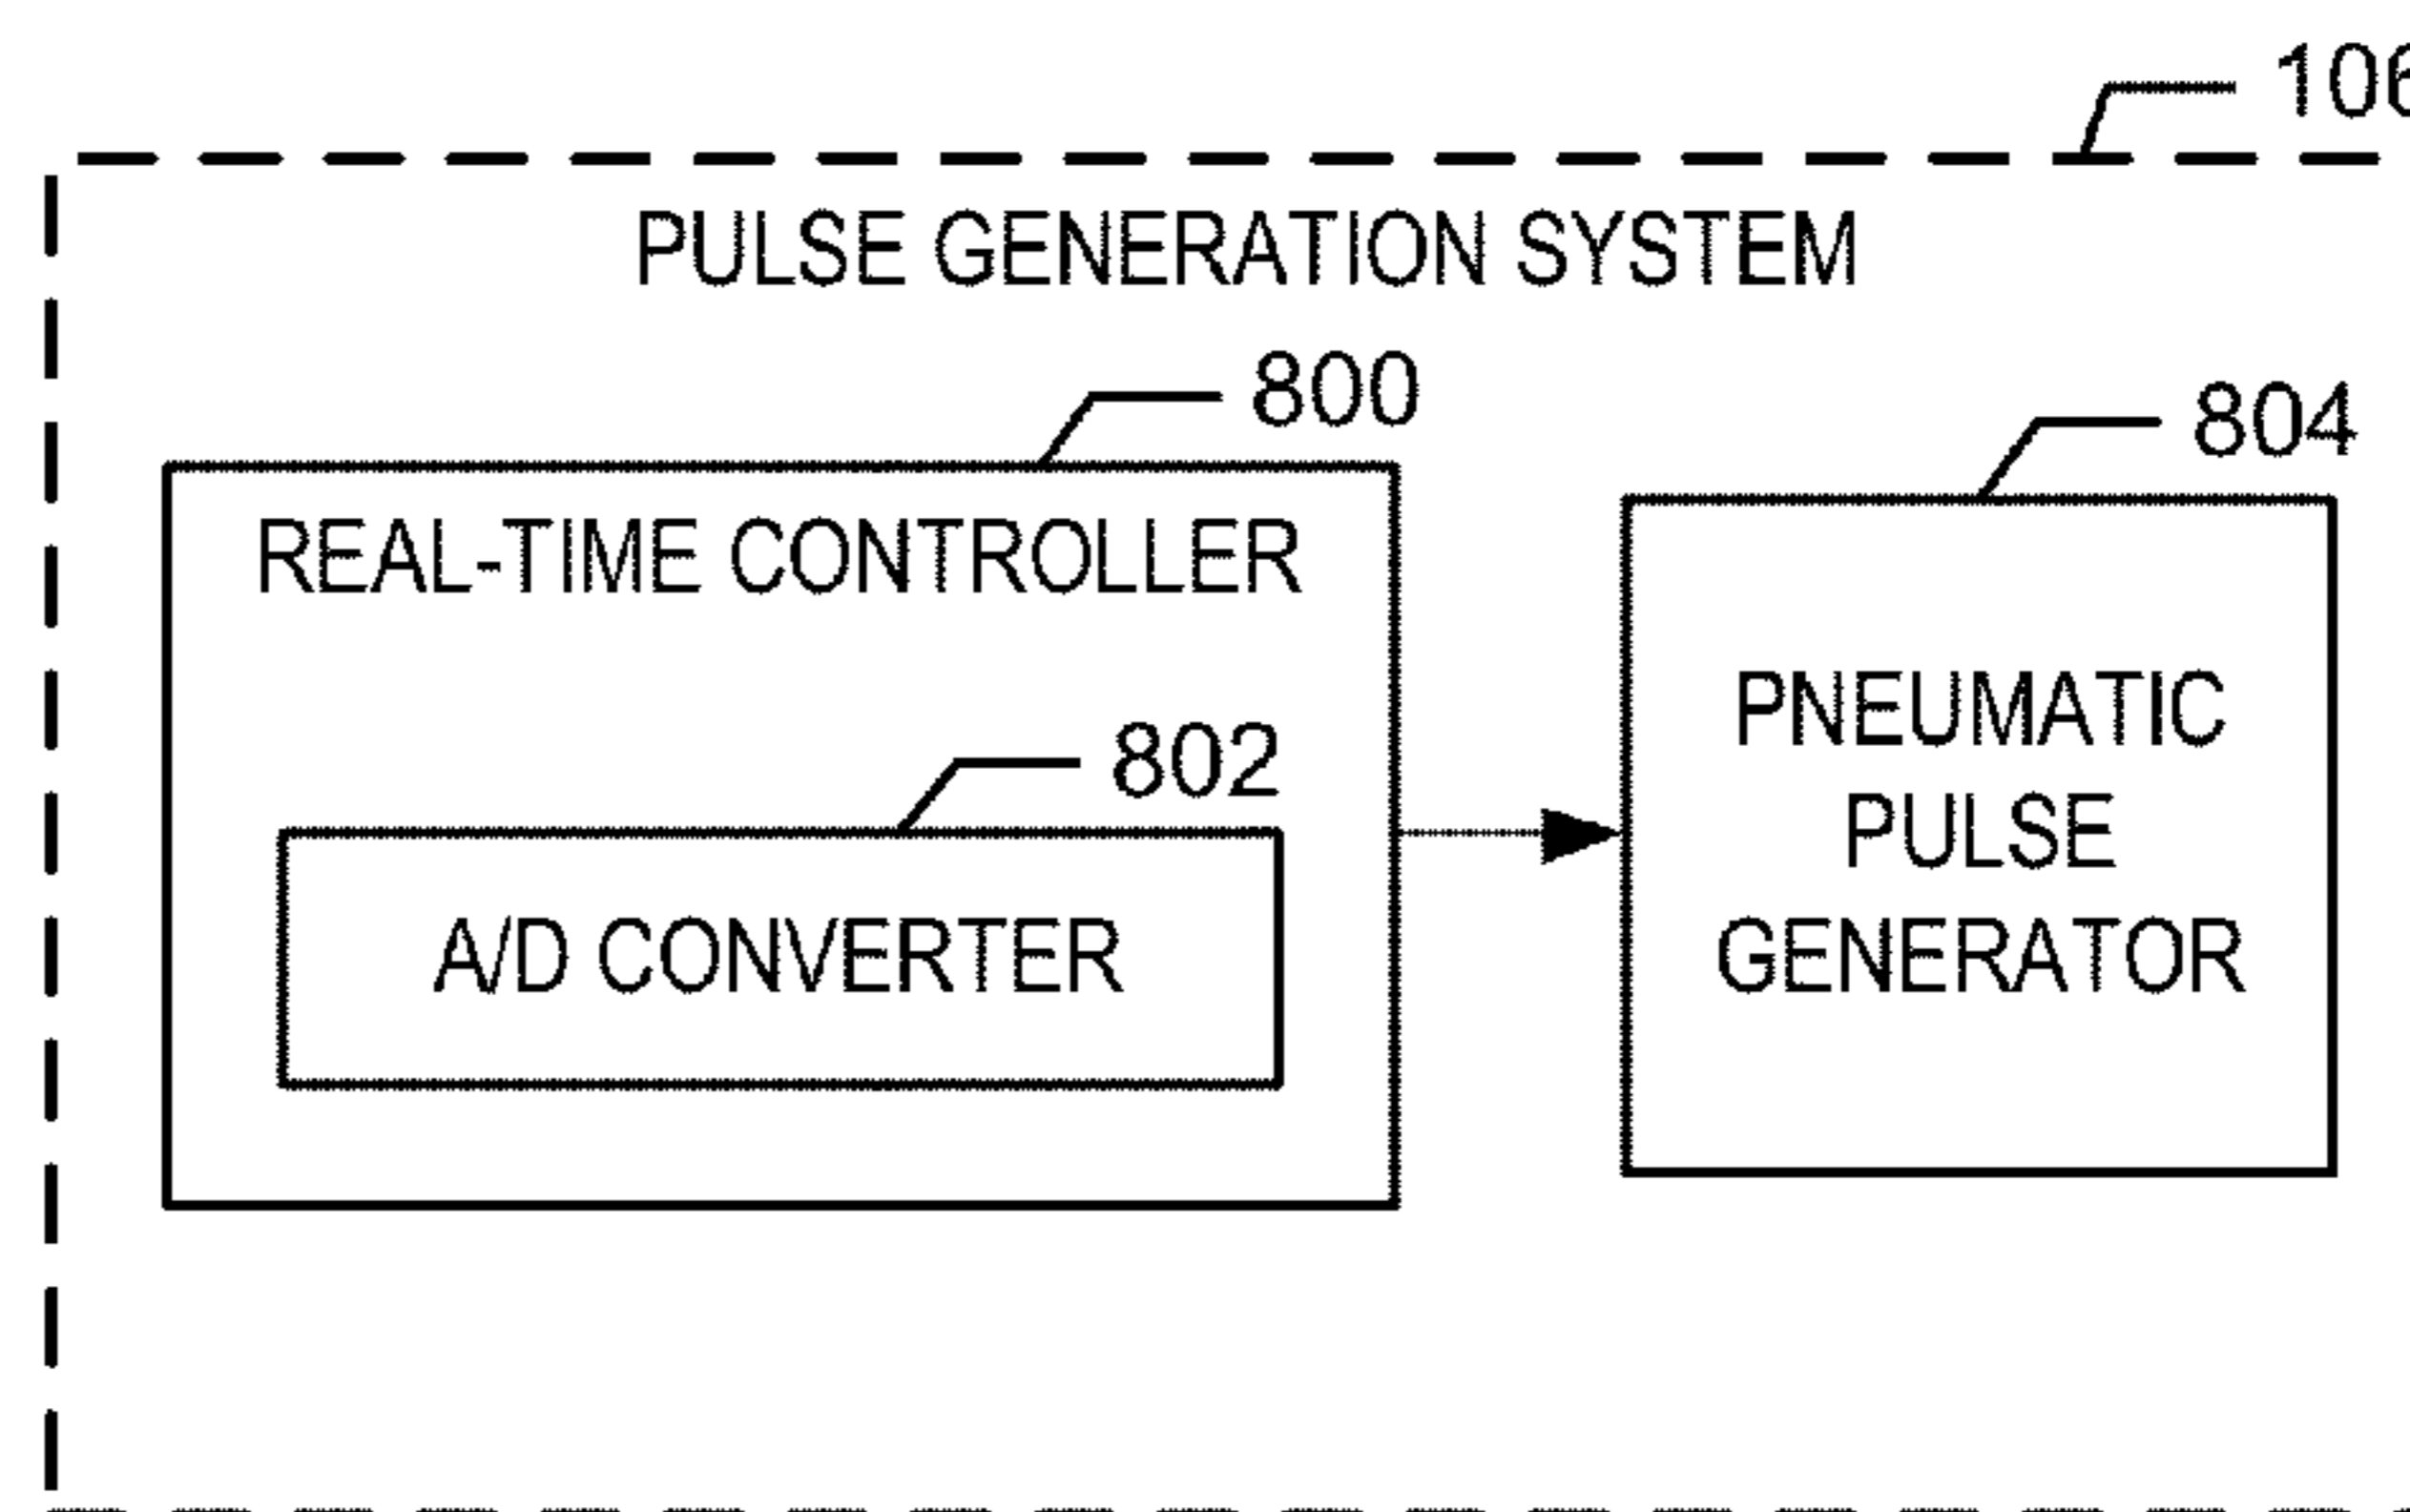 106
PULSE GENERATION SYSTEM
800
804
REAL-TIME CONTROLLER
802
A/D CONVERTER
PNEUMATIC
PULSE
GENERATOR